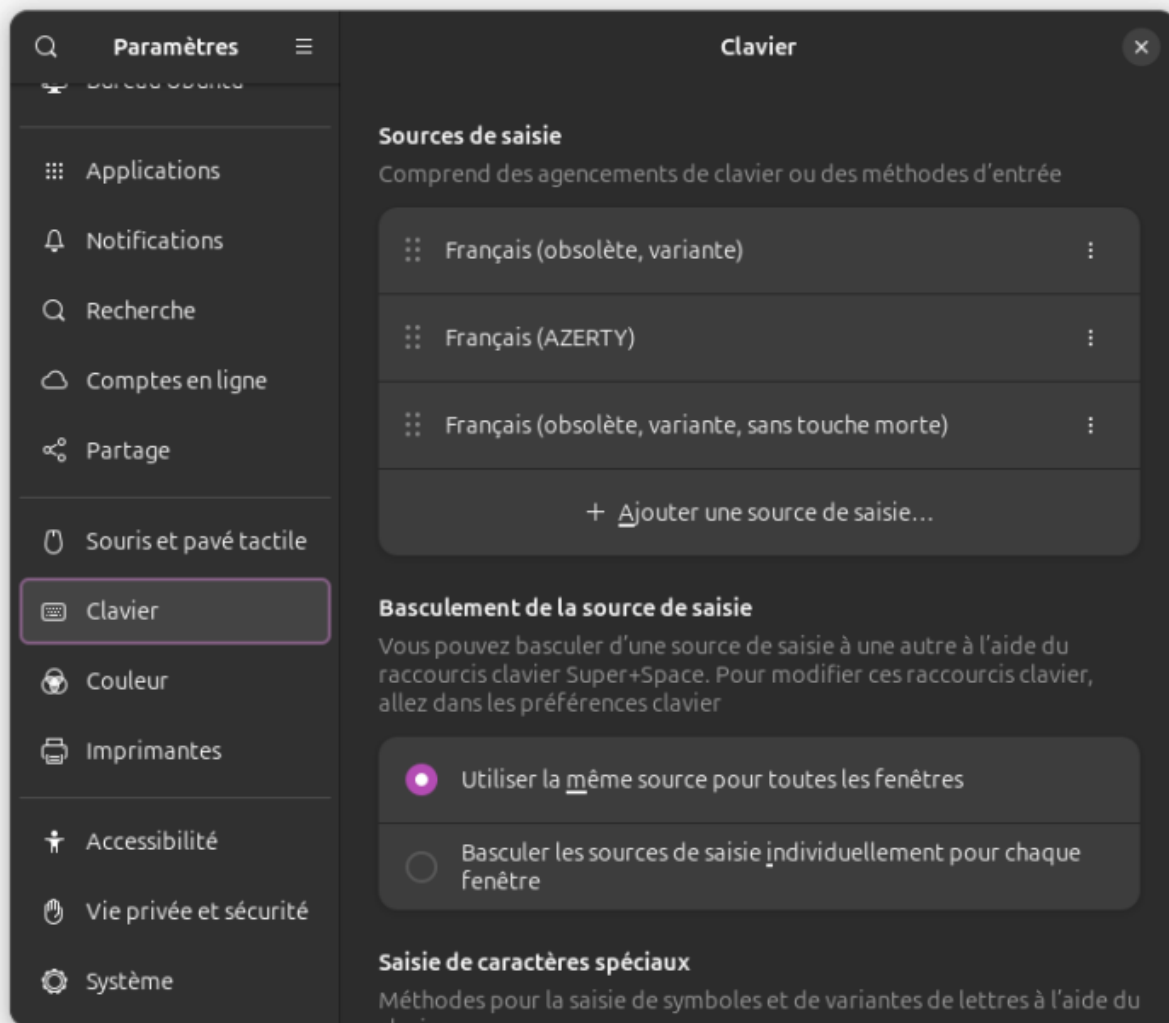 Paramètres
Bureau Ubuntu
Applications
Notifications
Recherche
Comptes en ligne
Partage
Souris et pavé tactile
Clavier
Couleur
Imprimantes
Accessibilité
Vie privée et sécurité
Système
Clavier
Sources de saisie
Comprend des agencements de clavier ou des méthodes d’entrée
Français (obsolète, variante)
Français (AZERTY)
Français (obsolète, variante, sans touche morte)
+ Ajouter une source de saisie…
Basculement de la source de saisie
Vous pouvez basculer d’une source de saisie à une autre à l’aide du
raccourcis clavier Super+Space. Pour modifier ces raccourcis clavier,
allez dans les préférences clavier
Utiliser la même source pour toutes les fenêtres
Basculer les sources de saisie individuellement pour chaque
fenêtre
Saisie de caractères spéciaux
Méthodes pour la saisie de symboles et de variantes de lettres à l’aide du